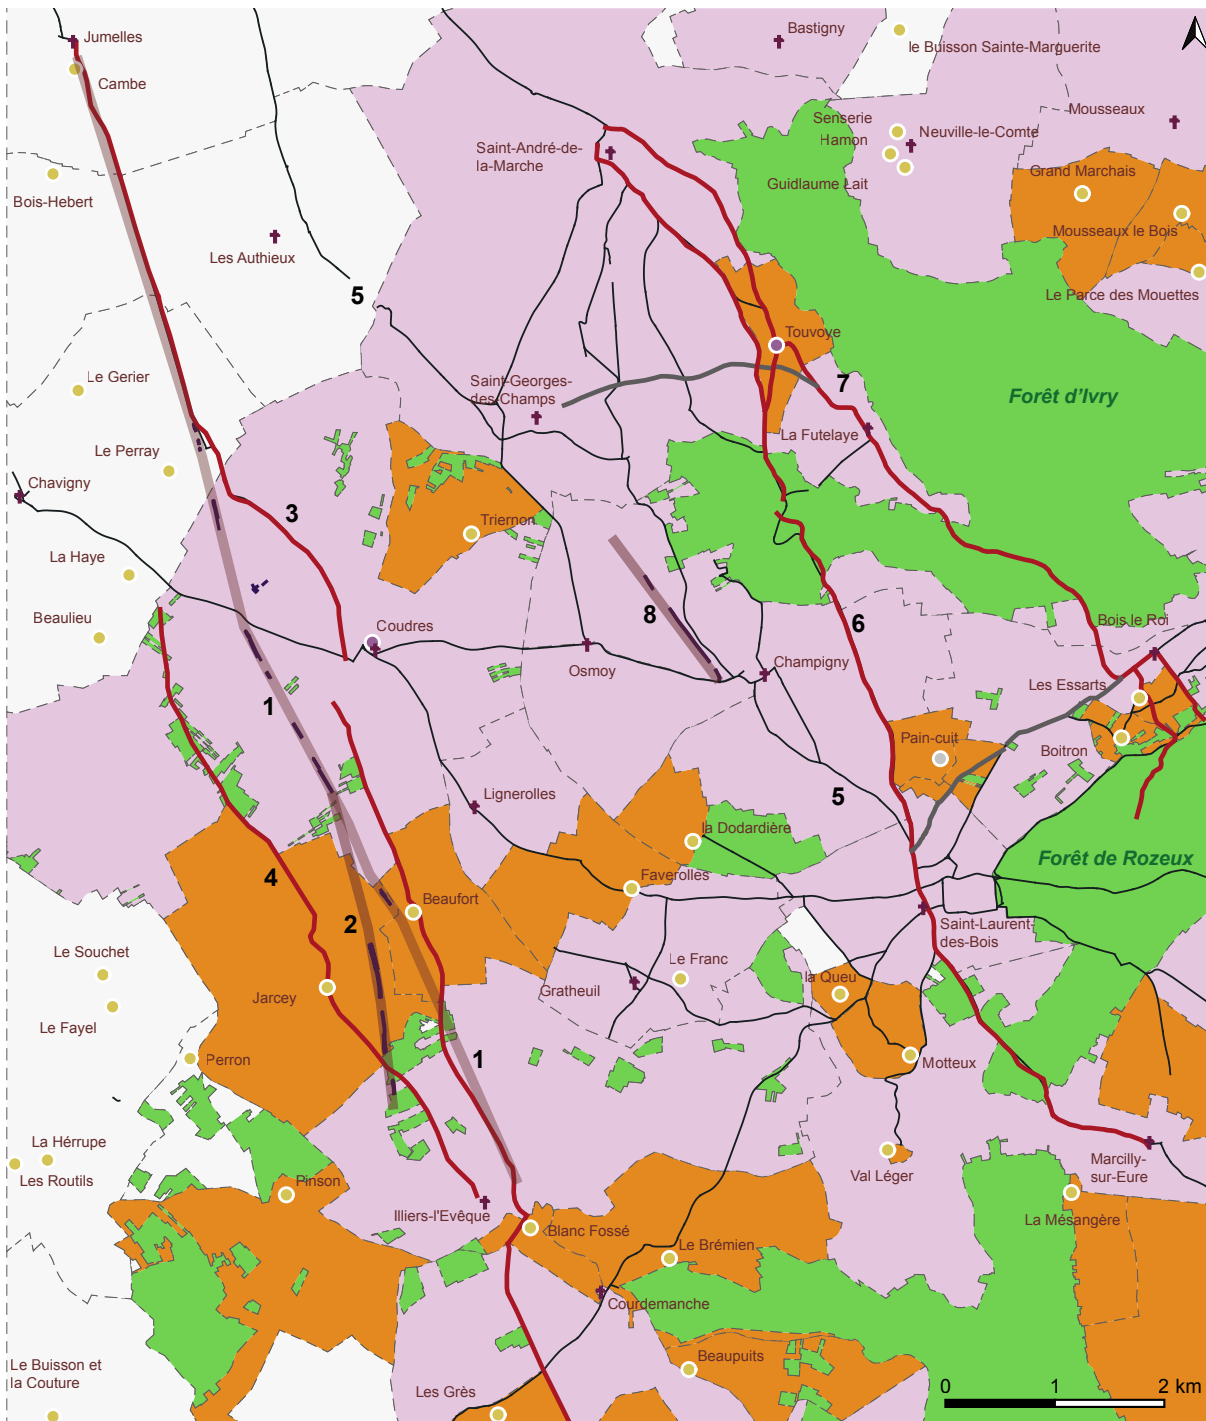 Jumelles
Bastigny
le Buisson Sainte-Marguerite
Cambe
Mousseaux
Senserie
Hamon
Neuville-le-Comte
Saint-André-de-
la-Marche
Grand Marchais
Guidlaume Lait
Bois-Hebert
Mousseaux le Bois
Les Authieux
5
Le Parce des Mouettes
Touvoye
Le Gerier
Saint-Georges-
des-Champs
7
Forêt d'Ivry
La Futelaye
Le Perray
Chavigny
3
Triernon
La Haye
8
6
Beaulieu
Coudres
Osmoy
Champigny
Bois le Roi
Les Essarts
1
Pain-cuit
Boitron
Lignerolles
5
la Dodardière
Forêt de Rozeux
4
Faverolles
Beaufort
2
Saint-Laurent-
des-Bois
Le Souchet
Le Franc
la Queu
Jarcey
Gratheuil
Le Fayel
Perron
1
Motteux
La Hérrupe
Les Routils
Pinson
Val Léger
Marcilly-
sur-Eure
Illiers-l'Evêque
Blanc Fossé
La Mésangère
Le Brémien
Courdemanche
Le Buisson et
la Couture
Beaupuits
Les Grès
0 1 2 km